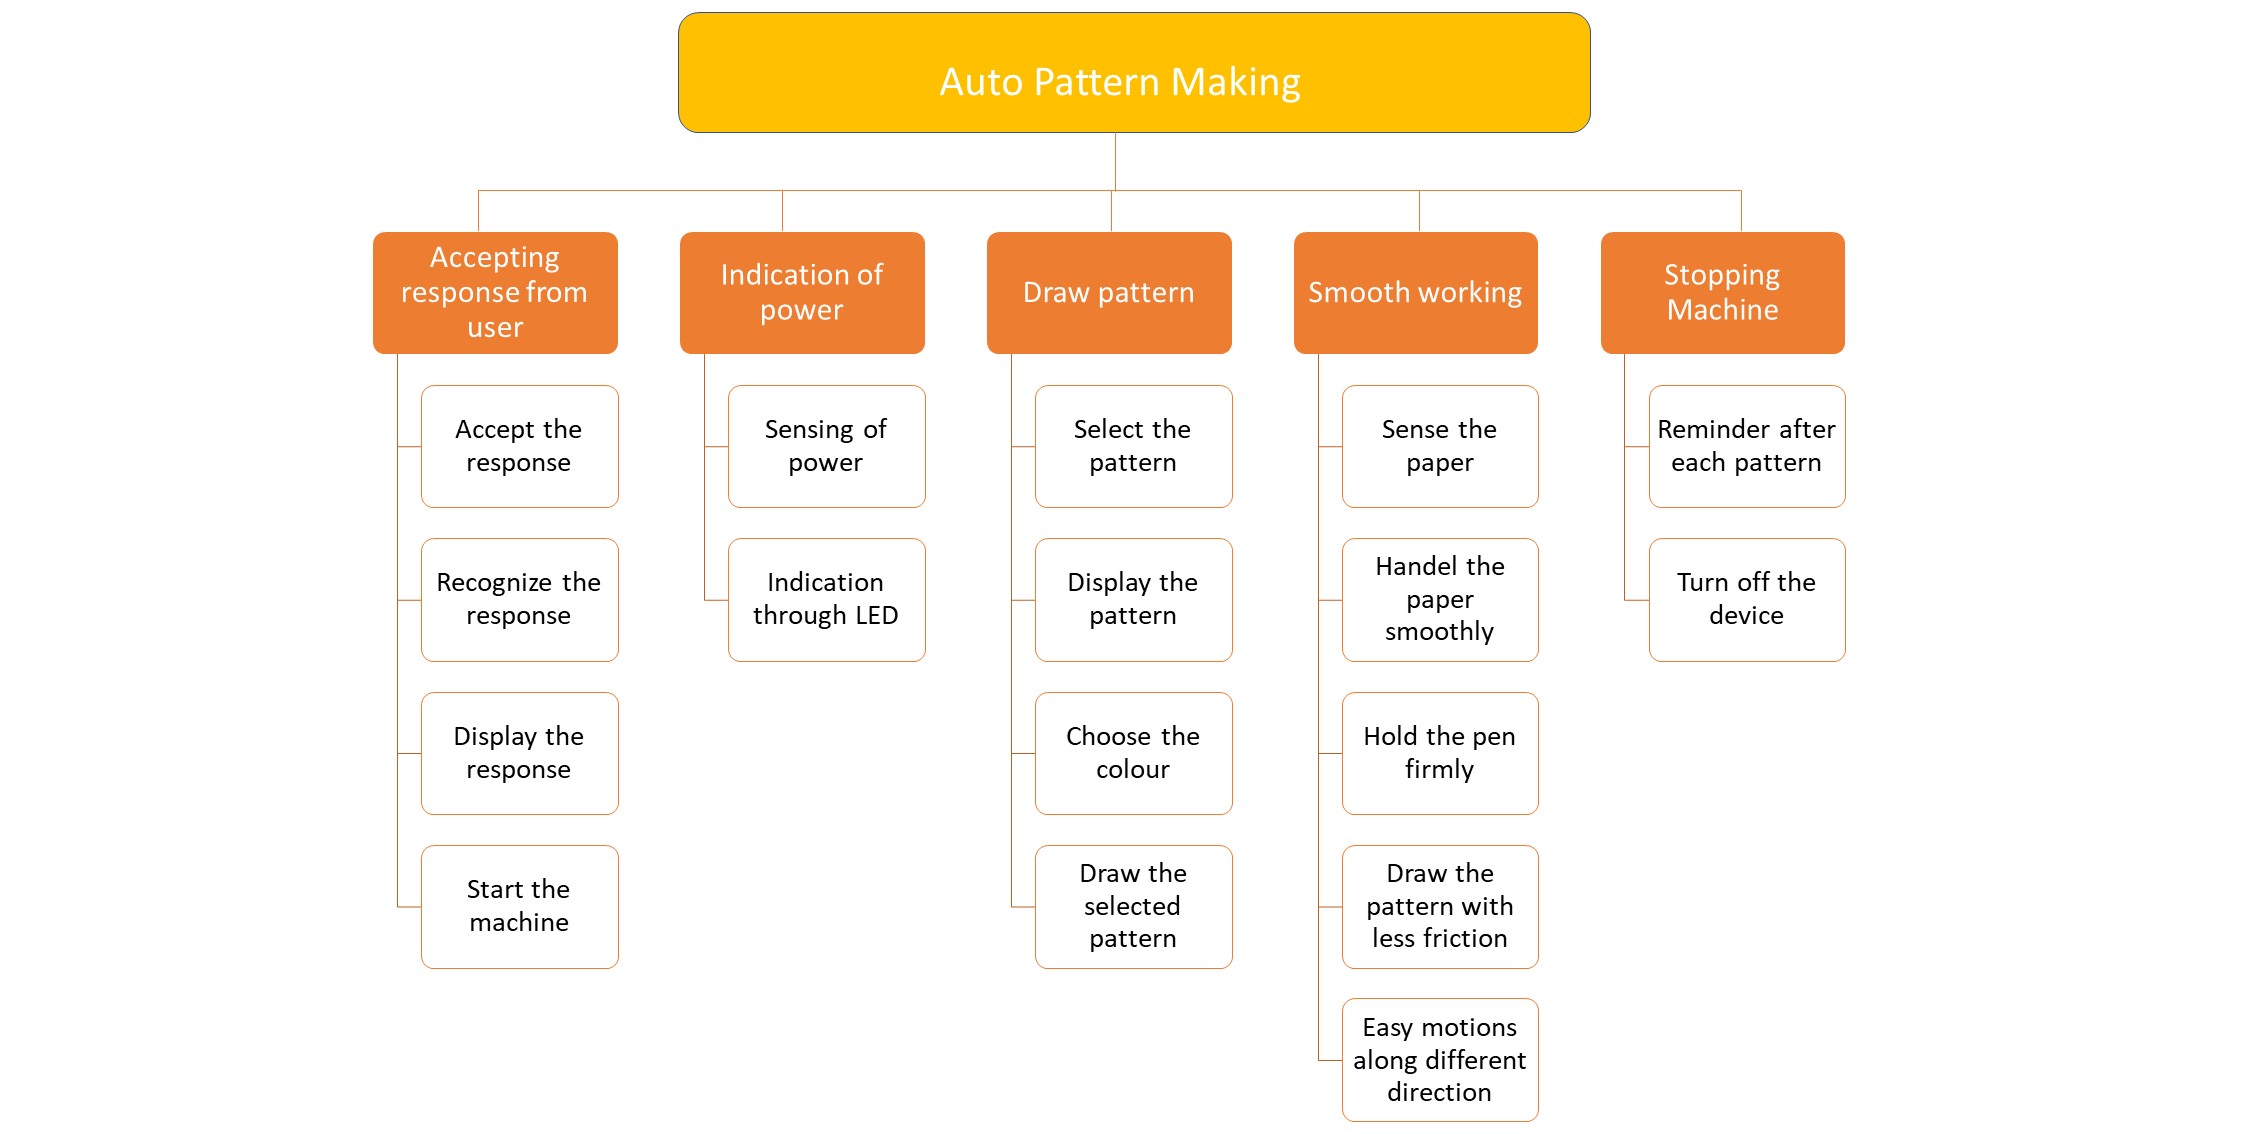 Auto Pattern Making
Accepting
response from
user
Accept the
response
Recognize the
response
Display the
response
Start the
machine
Indication of
power
Sensing of
power
Indication
through LED
Draw pattern
Select the
pattern
Display the
pattern
Choose the
colour
Draw the
selected
pattern
Smooth working
Sense the
paper
Handel the
paper
smoothly
Hold the pen
firmly
Draw the
pattern with
less friction
Easy motions
along different
direction
Stopping
Machine
Reminder after
each pattern
Turn off the
device